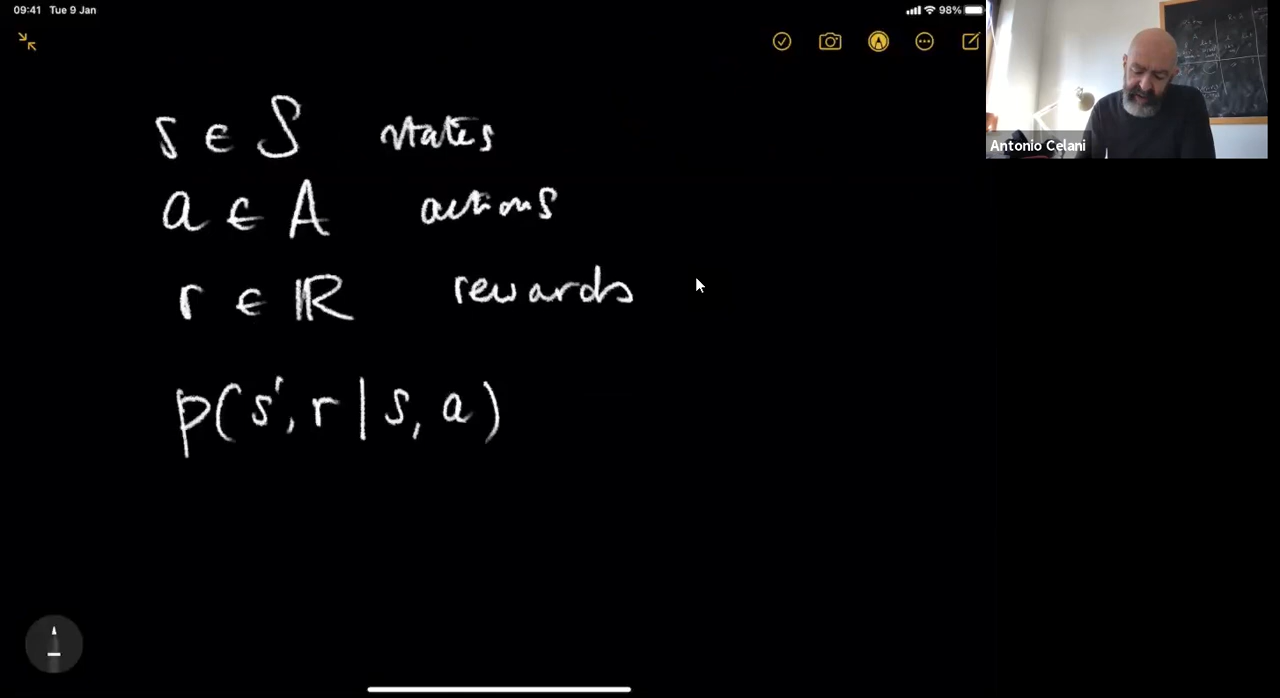 09:41 Tue 9 Jan 98%
Antonio Celani
s ∈ S states
a ∈ A actions
r ∈ ℝ rewards
p(s', r | s, a)